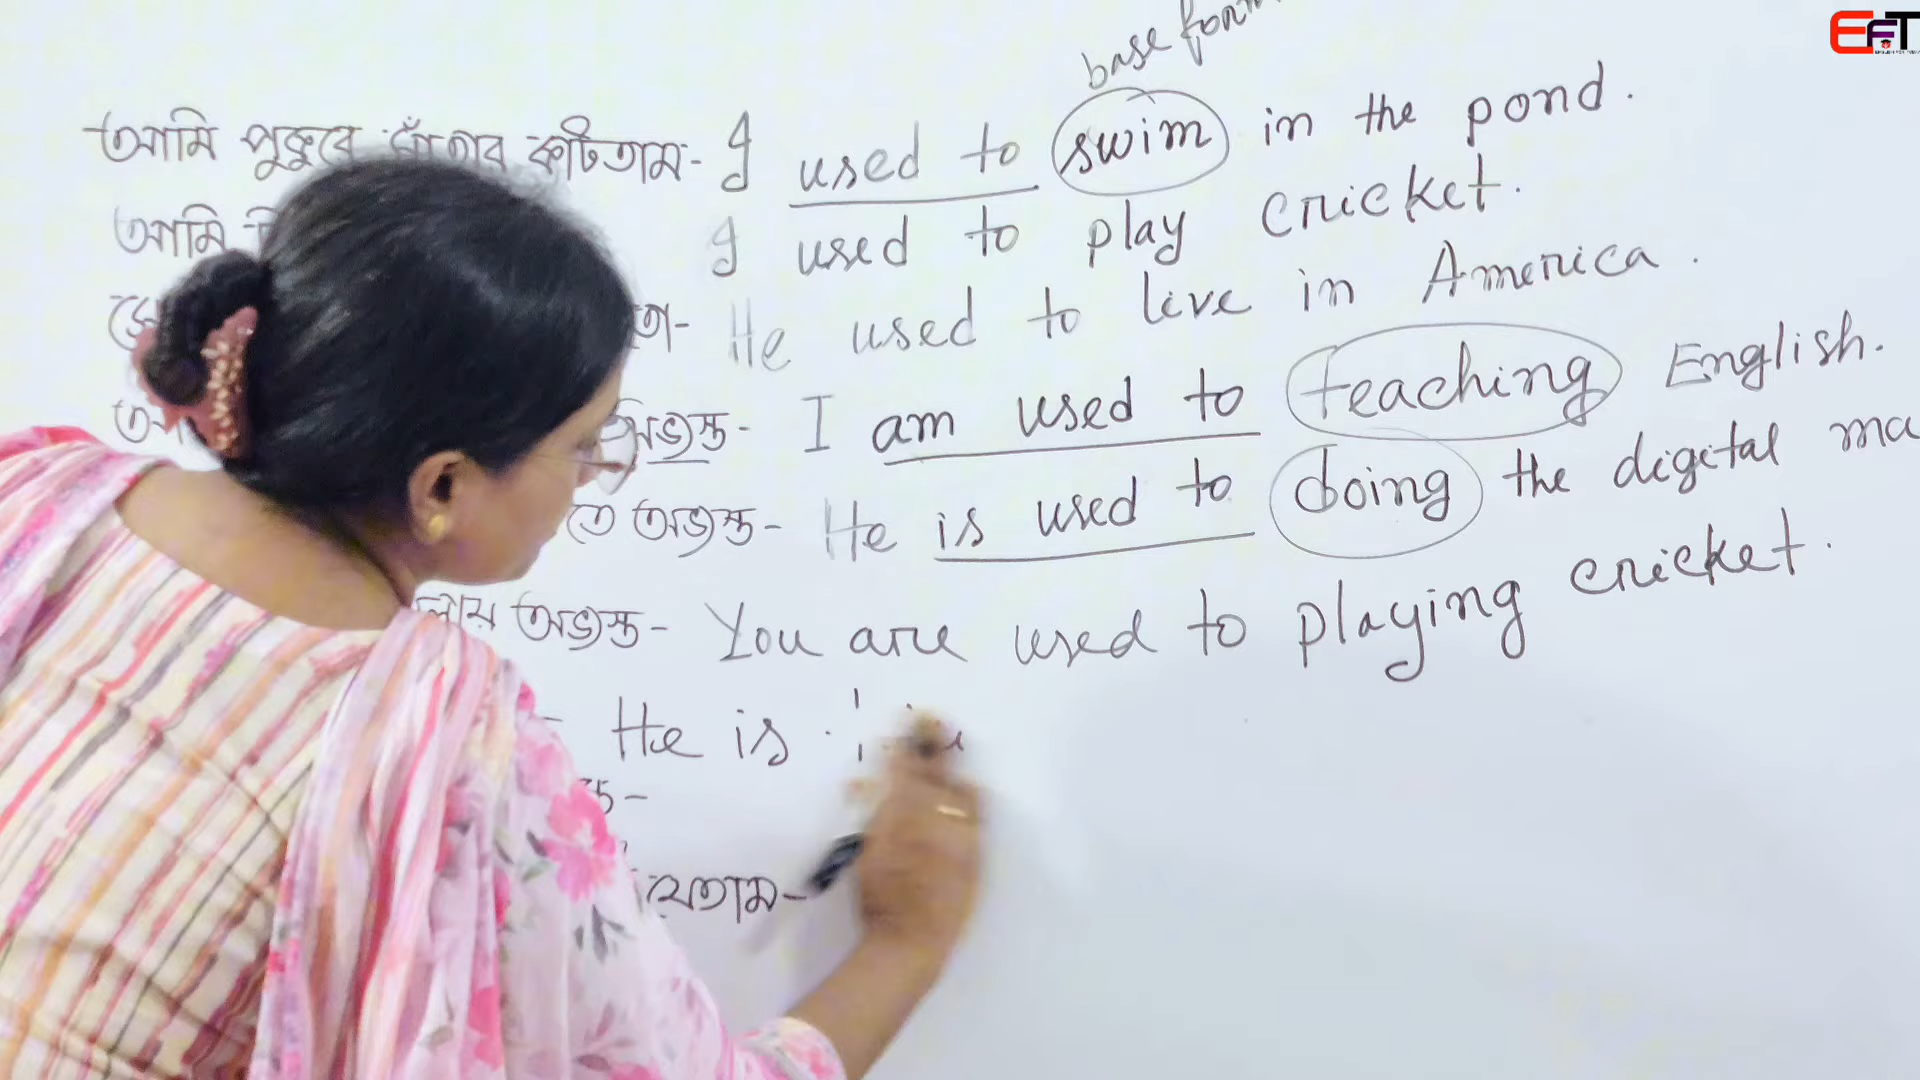 base form
আমি পুকুরে সাঁতার কাটতাম- I used to swim in the pond.
আমি I used to play cricket.
He used to live in America.
অভ্যস্ত- I am used to teaching English.
তে অভ্যস্ত- He is used to doing the digital ma
অভ্যস্ত- You are used to playing cricket.
He is
যেতাম-
EFT